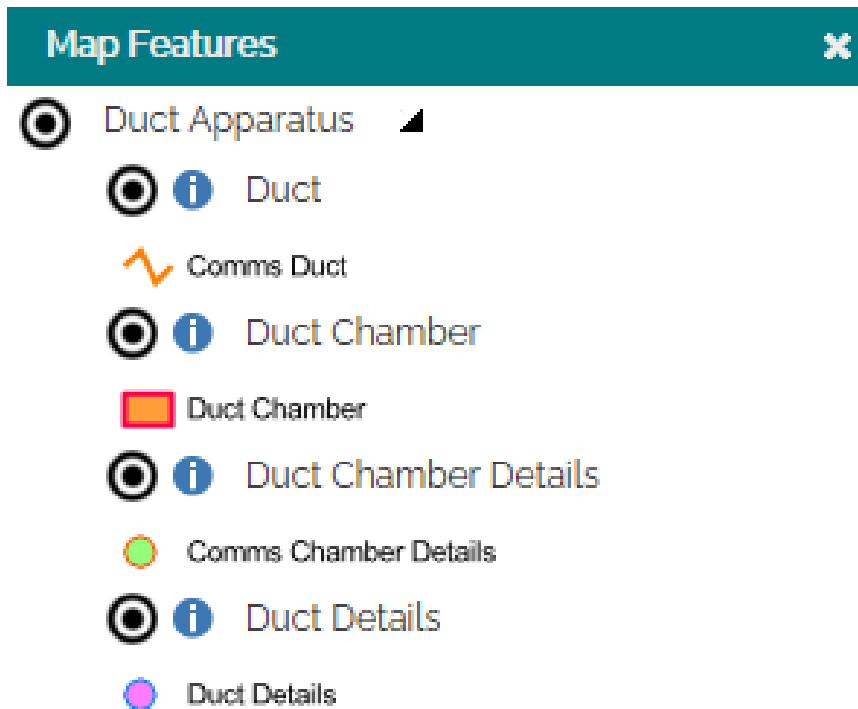 Map Features
Duct Apparatus
Duct
Comms Duct
Duct Chamber
Duct Chamber
Duct Chamber Details
Comms Chamber Details
Duct Details
Duct Details